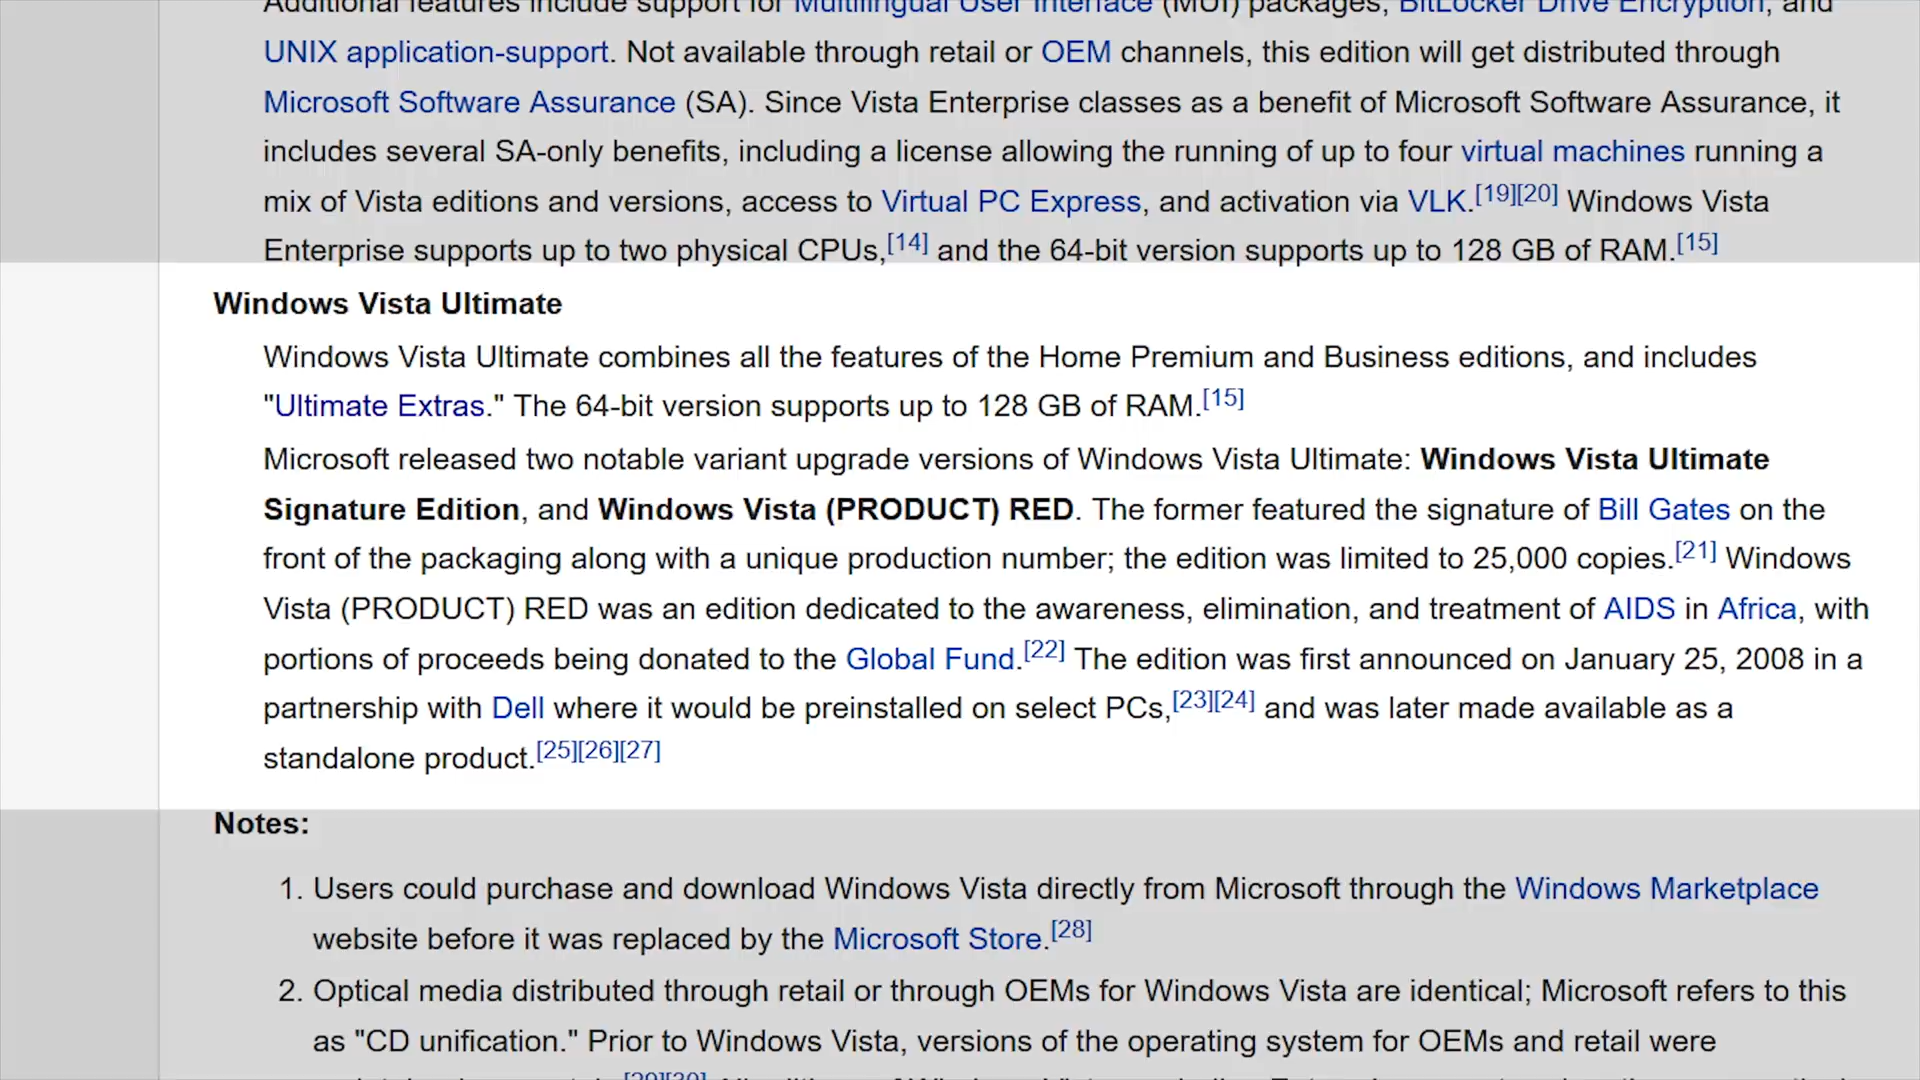 Additional features include support for Multilingual User Interface (MUI) packages, BitLocker Drive Encryption, and
UNIX application-support. Not available through retail or OEM channels, this edition will get distributed through
Microsoft Software Assurance (SA). Since Vista Enterprise classes as a benefit of Microsoft Software Assurance, it
includes several SA-only benefits, including a license allowing the running of up to four virtual machines running a
mix of Vista editions and versions, access to Virtual PC Express, and activation via VLK.[19][20] Windows Vista
Enterprise supports up to two physical CPUs,[14] and the 64-bit version supports up to 128 GB of RAM.[15]
Windows Vista Ultimate
Windows Vista Ultimate combines all the features of the Home Premium and Business editions, and includes
"Ultimate Extras." The 64-bit version supports up to 128 GB of RAM.[15]
Microsoft released two notable variant upgrade versions of Windows Vista Ultimate: Windows Vista Ultimate
Signature Edition, and Windows Vista (PRODUCT) RED. The former featured the signature of Bill Gates on the
front of the packaging along with a unique production number; the edition was limited to 25,000 copies.[21] Windows
Vista (PRODUCT) RED was an edition dedicated to the awareness, elimination, and treatment of AIDS in Africa, with
portions of proceeds being donated to the Global Fund.[22] The edition was first announced on January 25, 2008 in a
partnership with Dell where it would be preinstalled on select PCs,[23][24] and was later made available as a
standalone product.[25][26][27]
Notes:
1. Users could purchase and download Windows Vista directly from Microsoft through the Windows Marketplace
website before it was replaced by the Microsoft Store.[28]
2. Optical media distributed through retail or through OEMs for Windows Vista are identical; Microsoft refers to this
as "CD unification." Prior to Windows Vista, versions of the operating system for OEMs and retail were